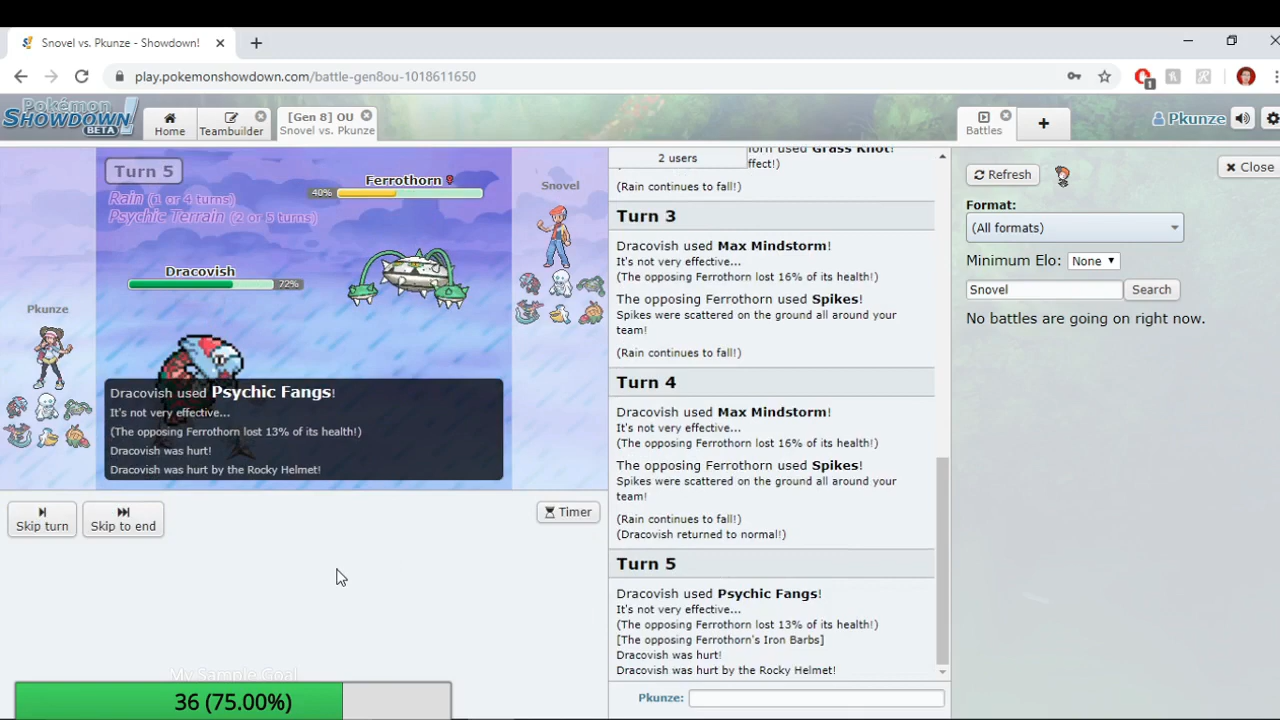 Snovel vs. Pkunze - Showdown!
play.pokemonshowdown.com/battle-gen8ou-1018611650
1
Pokémon
SHOWDOWN!
BETA
Home
Teambuilder
[Gen 8] OU
Snovel vs. Pkunze
Battles
Pkunze
Turn 5
Rain (1 or 4 turns)
Psychic Terrain (2 or 5 turns)
Ferrothorn
40%
Dracovish
72%
Pkunze
Snovel
Dracovish used Psychic Fangs!
It's not very effective...
(The opposing Ferrothorn lost 13% of its health!)
Dracovish was hurt!
Dracovish was hurt by the Rocky Helmet!
Skip turn
Skip to end
Timer
My Sample Goal
36 (75.00%)
2 users
orn used Grass Knot!
ffect!)
(Rain continues to fall!)
Turn 3
Dracovish used Max Mindstorm!
It's not very effective...
(The opposing Ferrothorn lost 16% of its health!)
The opposing Ferrothorn used Spikes!
Spikes were scattered on the ground all around your
team!
(Rain continues to fall!)
Turn 4
Dracovish used Max Mindstorm!
It's not very effective...
(The opposing Ferrothorn lost 16% of its health!)
The opposing Ferrothorn used Spikes!
Spikes were scattered on the ground all around your
team!
(Rain continues to fall!)
(Dracovish returned to normal!)
Turn 5
Dracovish used Psychic Fangs!
It's not very effective...
(The opposing Ferrothorn lost 13% of its health!)
[The opposing Ferrothorn's Iron Barbs]
Dracovish was hurt!
Dracovish was hurt by the Rocky Helmet!
Pkunze:
Refresh
Close
Format:
(All formats)
Minimum Elo: None
Snovel
Search
No battles are going on right now.